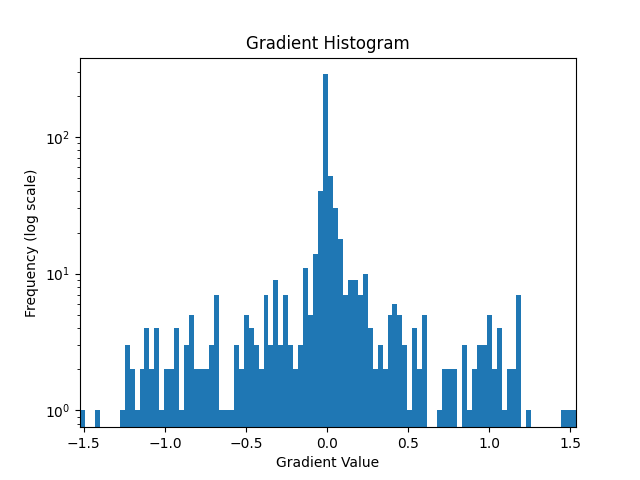 Gradient Histogram
Frequency (log scale)
10²
10¹
10⁰
−1.5 −1.0 −0.5 0.0 0.5 1.0 1.5
Gradient Value